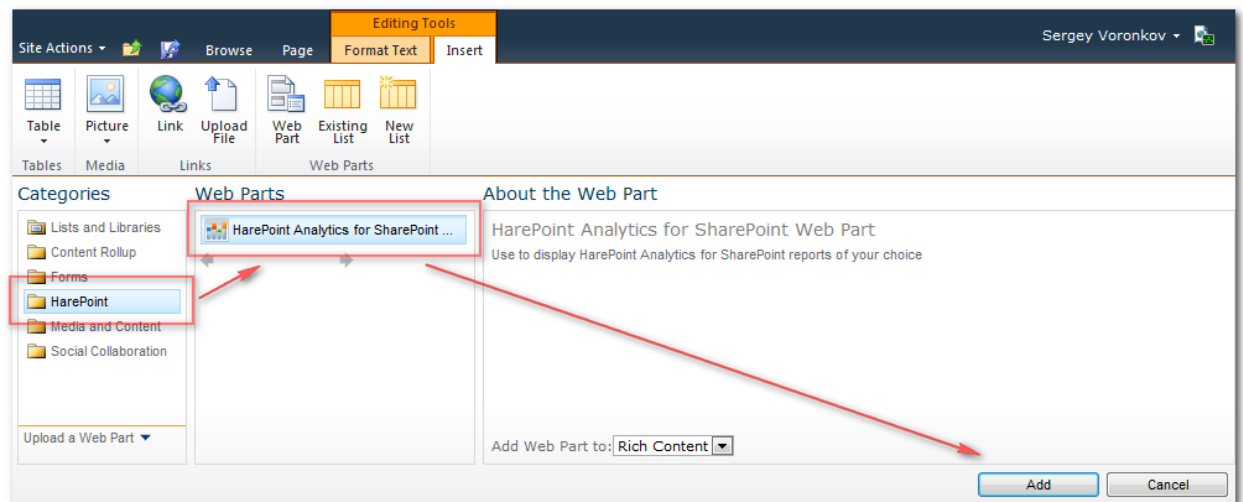 Editing Tools
Site Actions Browse Page Format Text Insert
Sergey Voronkov
Table Picture Link Upload File Web Part Existing List New List
Tables Media Links Web Parts
Categories Web Parts About the Web Part
Lists and Libraries
Content Rollup
Forms
HarePoint
Media and Content
Social Collaboration
Upload a Web Part
HarePoint Analytics for SharePoint ...
HarePoint Analytics for SharePoint Web Part
Use to display HarePoint Analytics for SharePoint reports of your choice
Add Web Part to: Rich Content
Add Cancel